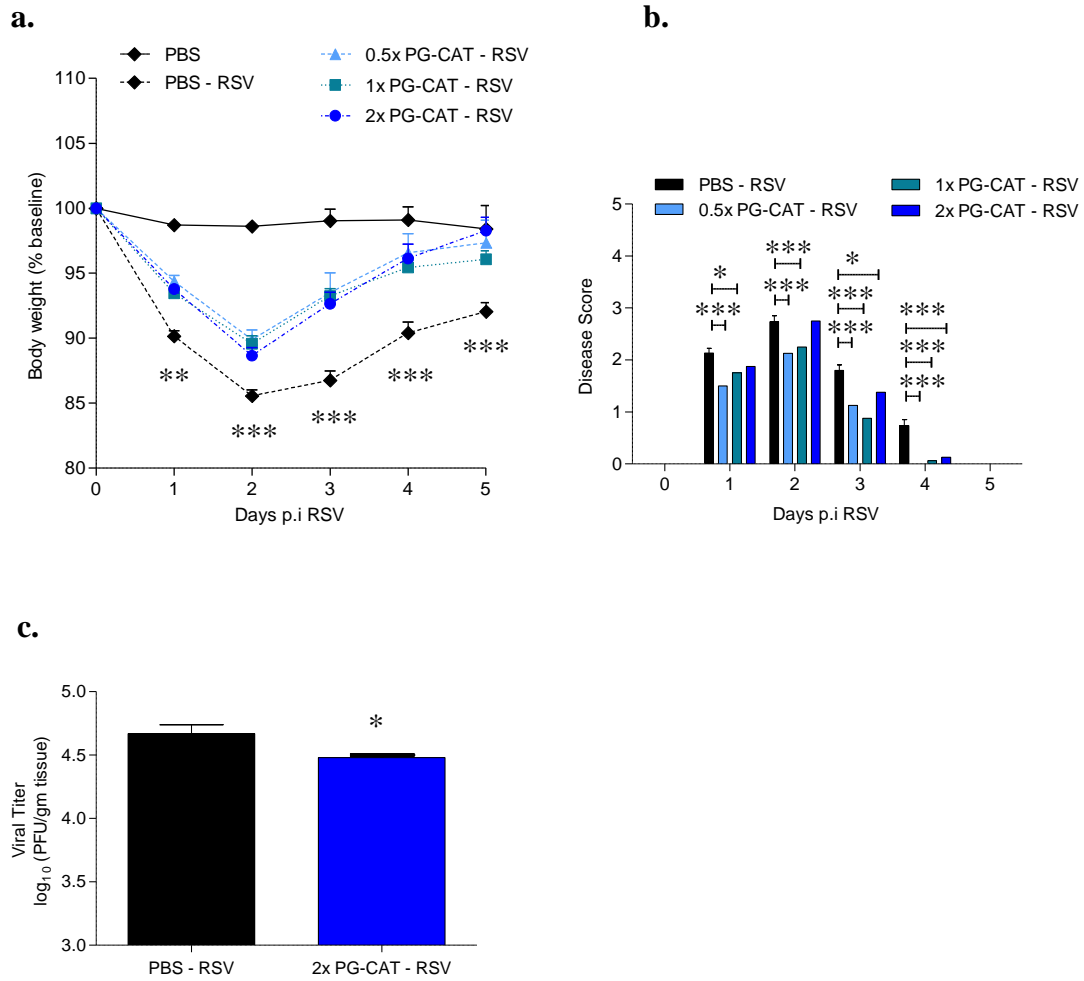 a.
PBS
PBS - RSV
0.5x PG-CAT - RSV
1x PG-CAT - RSV
2x PG-CAT - RSV
110
105
100
95
90
85
80
Body weight (% baseline)
**
***
***
***
***
0 1 2 3 4 5
Days p.i RSV
b.
PBS - RSV
0.5x PG-CAT - RSV
1x PG-CAT - RSV
2x PG-CAT - RSV
5
4
3
2
1
0
Disease Score
*
***
***
***
*
***
***
***
***
***
0 1 2 3 4 5
Days p.i RSV
c.
5.0
4.5
4.0
3.5
3.0
Viral Titer
log10 (PFU/gm tissue)
*
PBS - RSV 2x PG-CAT - RSV